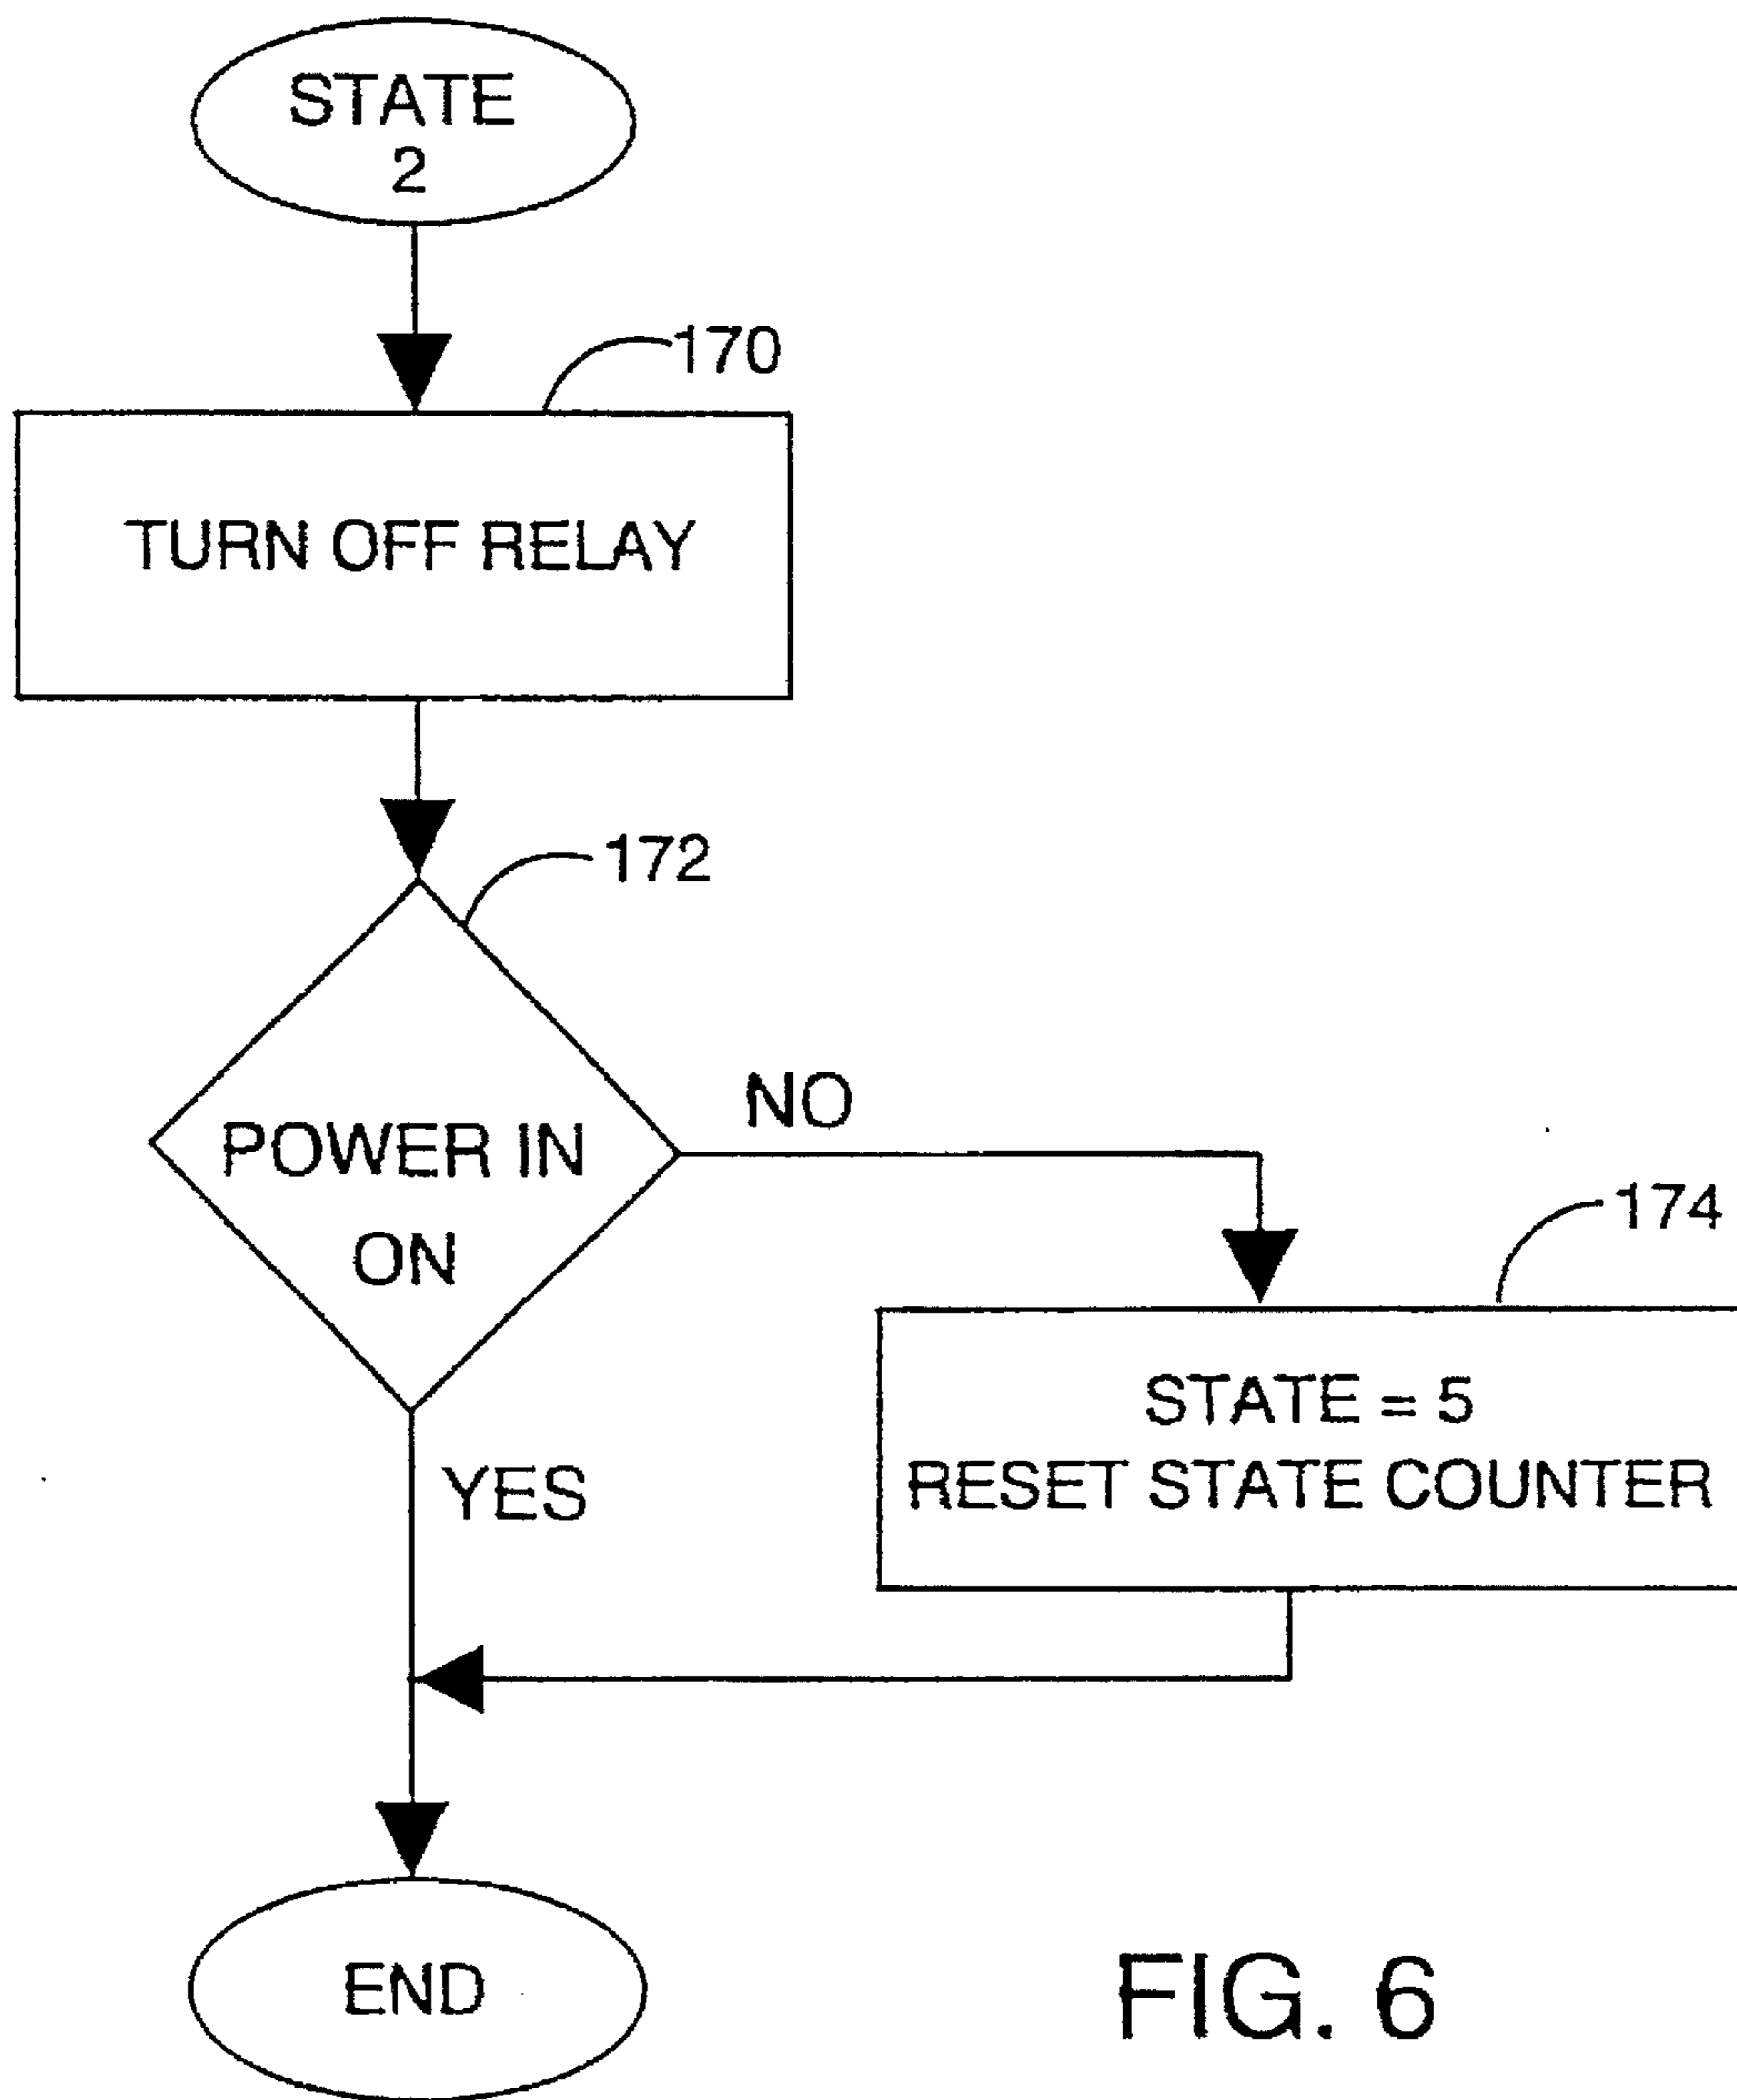 STATE
2
170
TURN OFF RELAY
172
NO
POWER IN
ON
174
STATE = 5
RESET STATE COUNTER
YES
END
FIG. 6